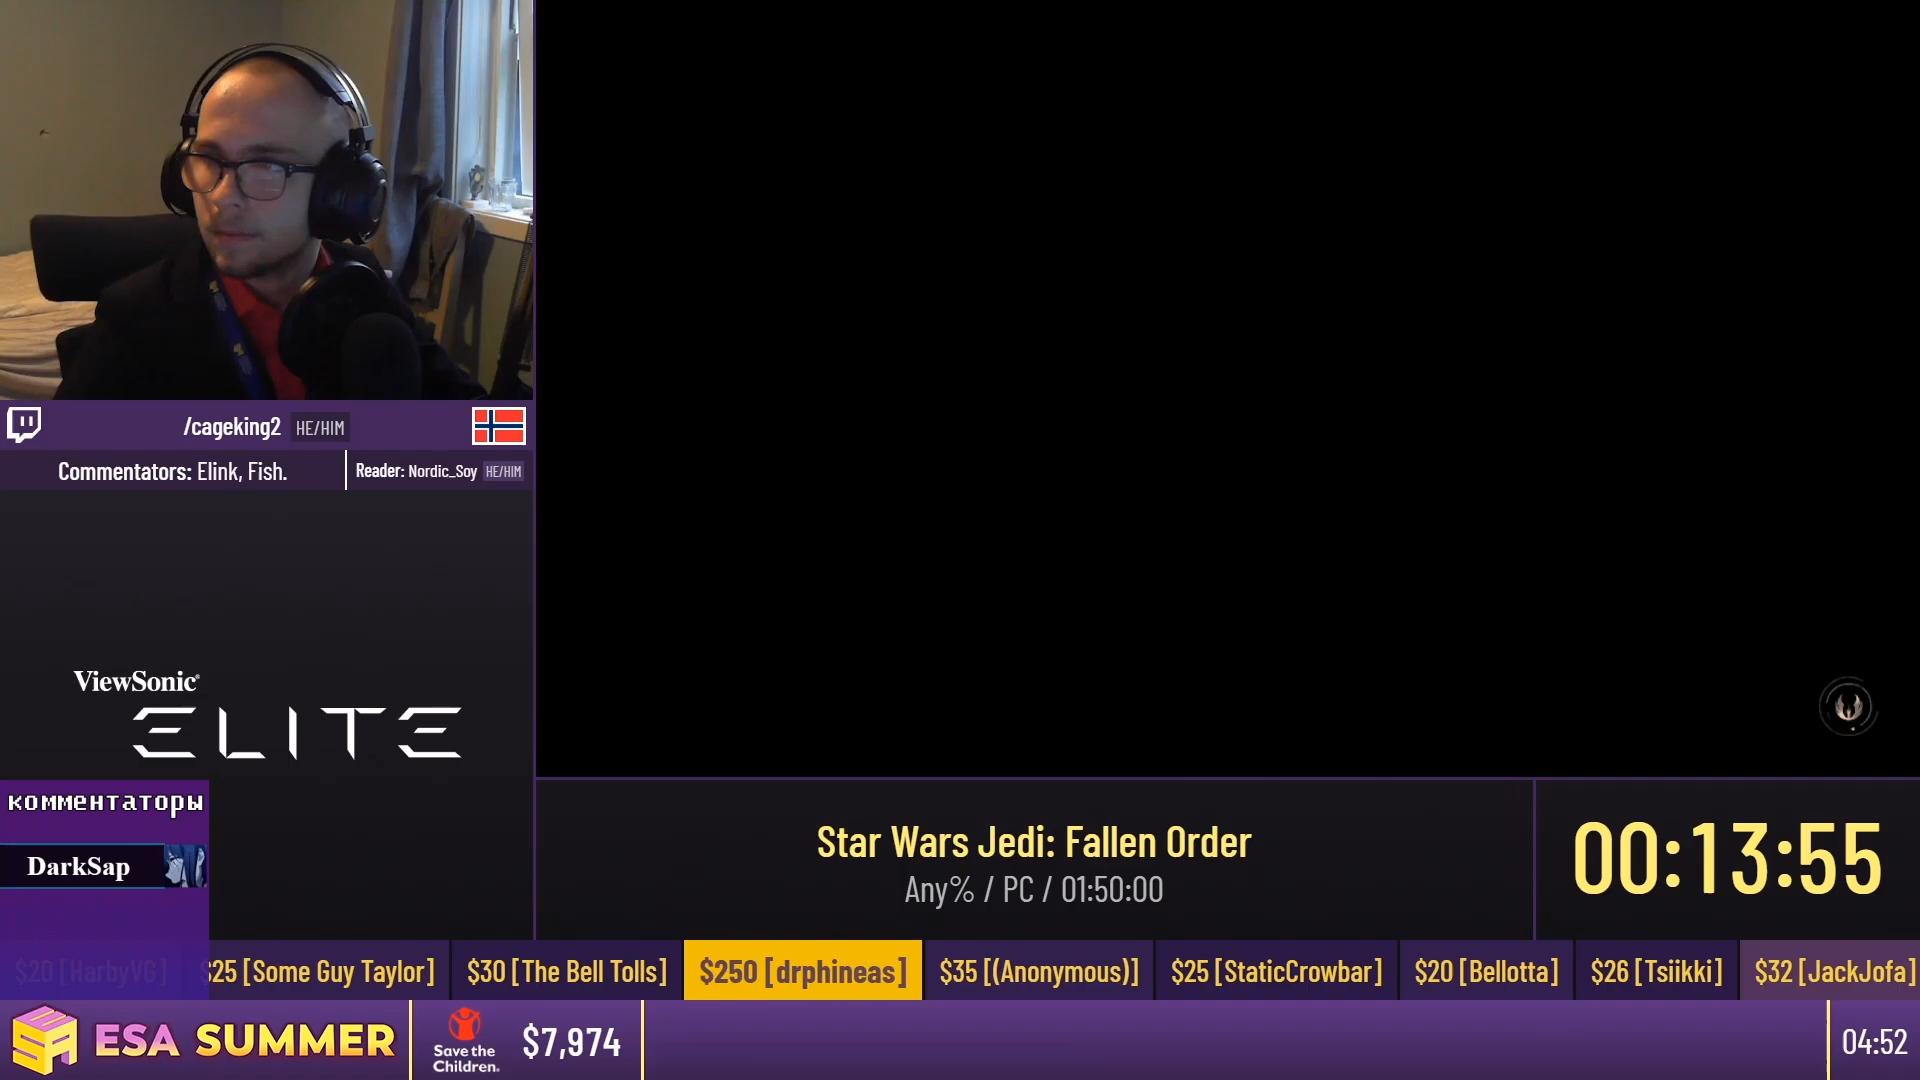 /cageking2 HE/HIM
Commentators: Elink, Fish.
Reader: Nordic_Soy HE/HIM
ViewSonic®
ELITE
комментаторы
DarkSap
Star Wars Jedi: Fallen Order
Any% / PC / 01:50:00
00:13:55
$20 [HarbyVG] $25 [Some Guy Taylor] $30 [The Bell Tolls] $250 [drphineas] $35 [(Anonymous)] $25 [StaticCrowbar] $20 [Bellotta] $26 [Tsiikki] $32 [JackJofa]
ESA SUMMER
Save the
Children.
$7,974
04:52